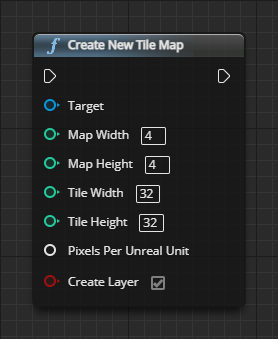 Create New Tile Map
Target
Map Width 4
Map Height 4
Tile Width 32
Tile Height 32
Pixels Per Unreal Unit
Create Layer